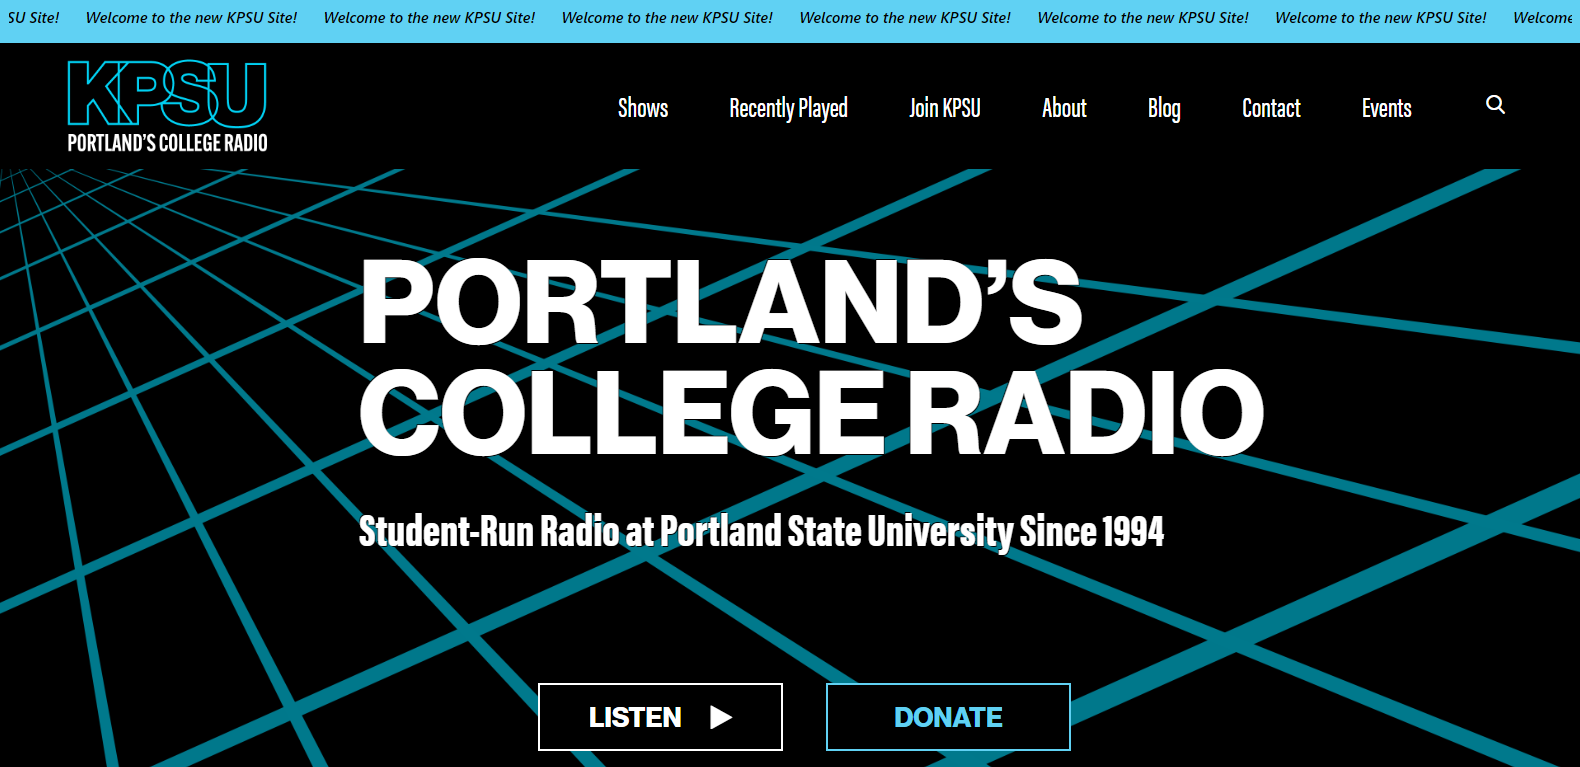 SU Site! Welcome to the new KPSU Site! Welcome to the new KPSU Site! Welcome to the new KPSU Site! Welcome to the new KPSU Site! Welcome to the new KPSU Site! Welcome to the new KPSU Site! Welcome
KPSU
PORTLAND'S COLLEGE RADIO
Shows Recently Played Join KPSU About Blog Contact Events
PORTLAND’S
COLLEGE RADIO
Student-Run Radio at Portland State University Since 1994
LISTEN DONATE